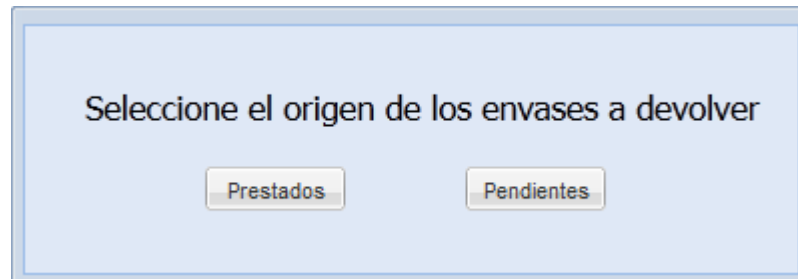 Seleccione el origen de los envases a devolver
Prestados
Pendientes